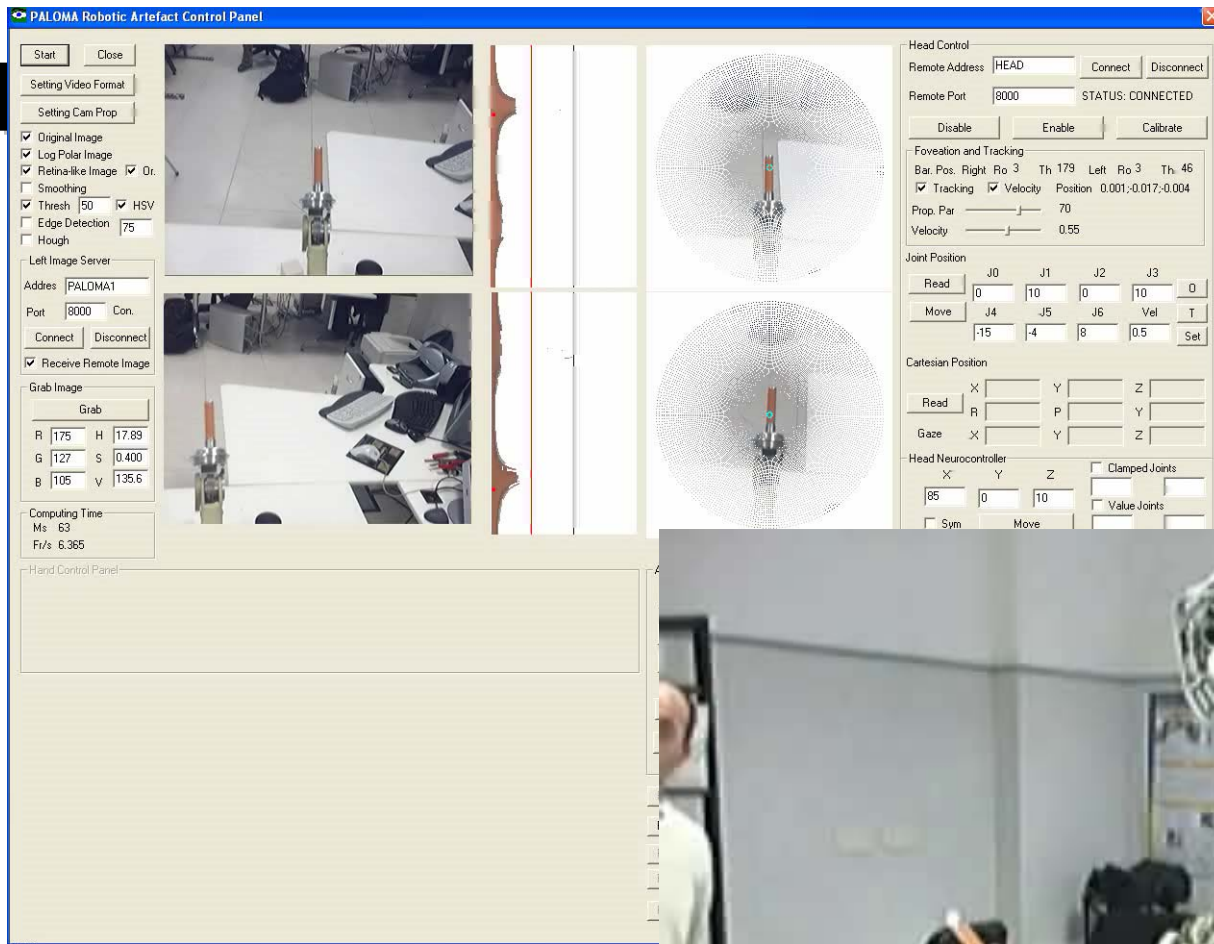 PALOMA Robotic Artefact Control Panel
Start Close
Setting Video Format
Setting Cam Prop
Original Image
Log Polar Image
Retina-like Image Or.
Smoothing
Thresh 50 HSV
Edge Detection 75
Hough
Left Image Server
Addres PALOMA1
Port 8000 Con.
Connect Disconnect
Receive Remote Image
Grab Image
Grab
R 175 H 17.89
G 127 S 0.400
B 105 V 135.6
Computing Time
Ms 63
Fr/s 6.365
Hand Control Panel
Head Control
Remote Address HEAD Connect Disconnect
Remote Port 8000 STATUS: CONNECTED
Disable Enable Calibrate
Foveation and Tracking
Bar. Pos. Right Ro 3 Th 179 Left Ro 3 Th. 46
Tracking Velocity Position 0.001;-0.017;-0.004
Prop. Par 70
Velocity 0.55
Joint Position
J0 J1 J2 J3
Read 0 10 0 10 0
Move J4 J5 J6 Vel T
-15 -4 8 0.5 Set
Cartesian Position
X Y Z
Read R P Y
Gaze X Y Z
Head Neurocontroller
X Y Z Clamped Joints
85 0 10
Value Joints
Sym Move